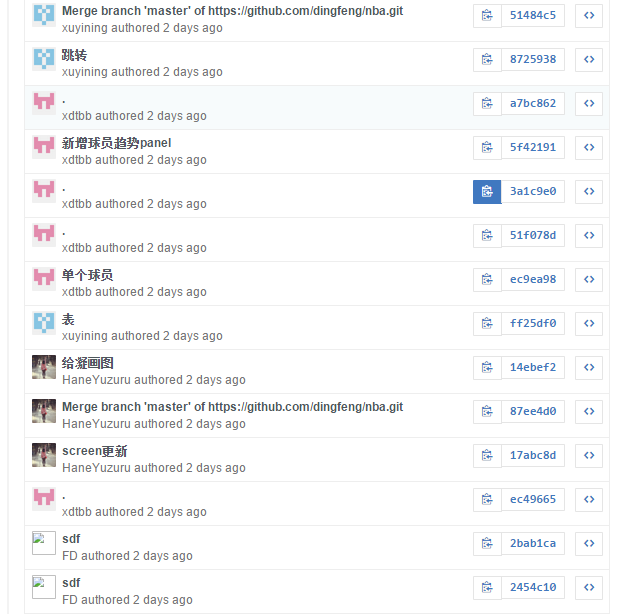 Merge branch 'master' of https://github.com/dingfeng/nba.git
51484c5
xuyining authored 2 days ago
跳转
8725938
xuyining authored 2 days ago
.
a7bc862
xdtbb authored 2 days ago
新增球员趋势panel
5f42191
xdtbb authored 2 days ago
.
3a1c9e0
xdtbb authored 2 days ago
.
51f078d
xdtbb authored 2 days ago
单个球员
ec9ea98
xdtbb authored 2 days ago
表
ff25df0
xuyining authored 2 days ago
给凝画图
14ebef2
HaneYuzuru authored 2 days ago
Merge branch 'master' of https://github.com/dingfeng/nba.git
87ee4d0
HaneYuzuru authored 2 days ago
screen更新
17abc8d
HaneYuzuru authored 2 days ago
.
ec49665
xdtbb authored 2 days ago
sdf
2bab1ca
FD authored 2 days ago
sdf
2454c10
FD authored 2 days ago